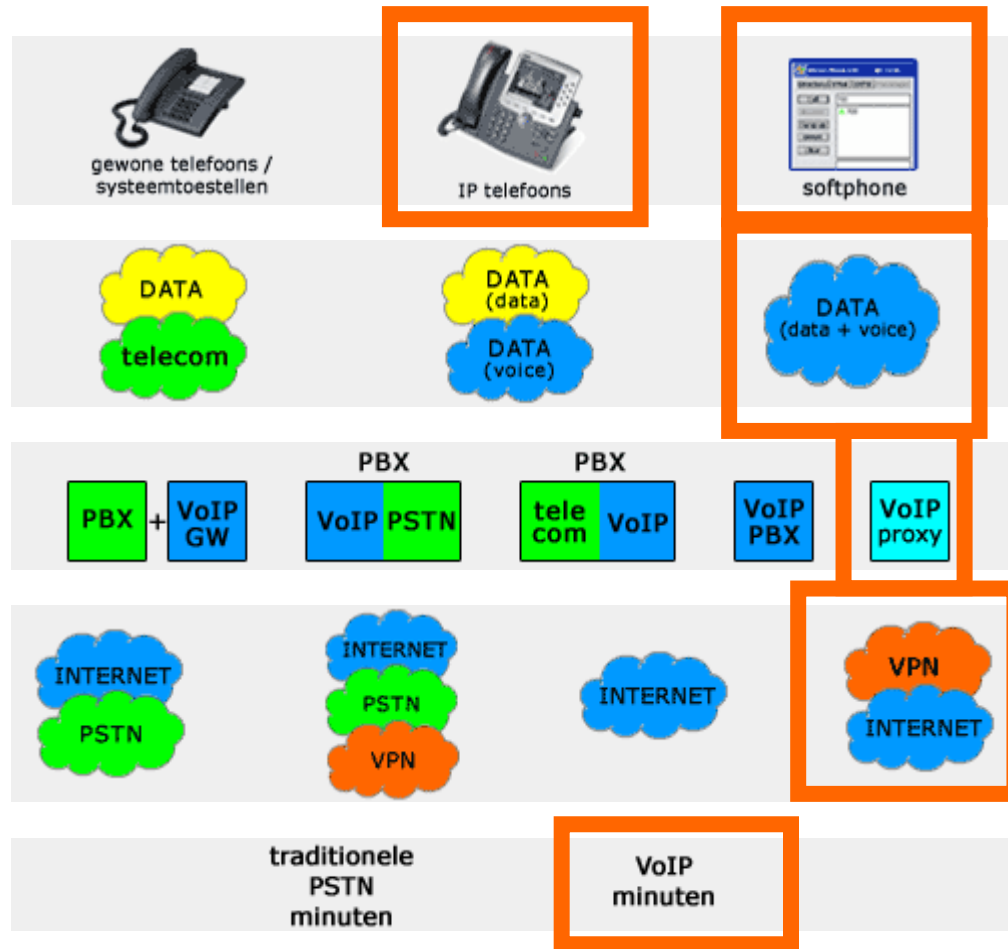 gewone telefoons /
systeemtoestellen
IP telefoons
softphone
DATA
telecom
DATA
(data)
DATA
(voice)
DATA
(data + voice)
PBX
+
VoIP
GW
PBX
VoIP
PSTN
PBX
tele
com
VoIP
VoIP
PBX
VoIP
proxy
INTERNET
PSTN
INTERNET
PSTN
VPN
INTERNET
VPN
INTERNET
traditionele
PSTN
minuten
VoIP
minuten